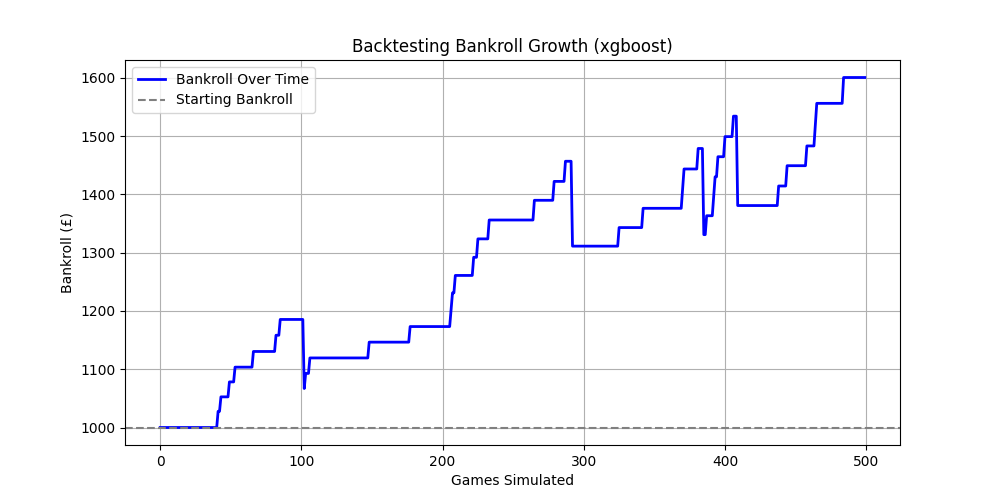 Backtesting Bankroll Growth (xgboost)
Bankroll Over Time
Starting Bankroll
Bankroll (£)
1600
1500
1400
1300
1200
1100
1000
0 100 200 300 400 500
Games Simulated